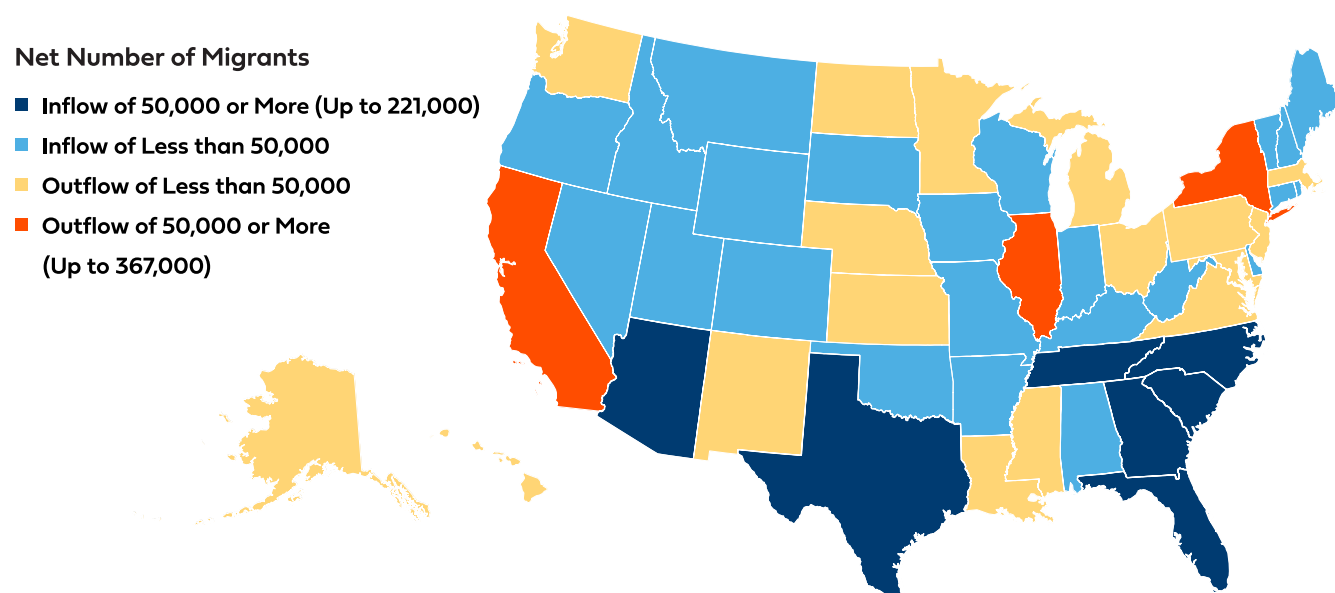 Net Number of Migrants
Inflow of 50,000 or More (Up to 221,000)
Inflow of Less than 50,000
Outflow of Less than 50,000
Outflow of 50,000 or More
(Up to 367,000)